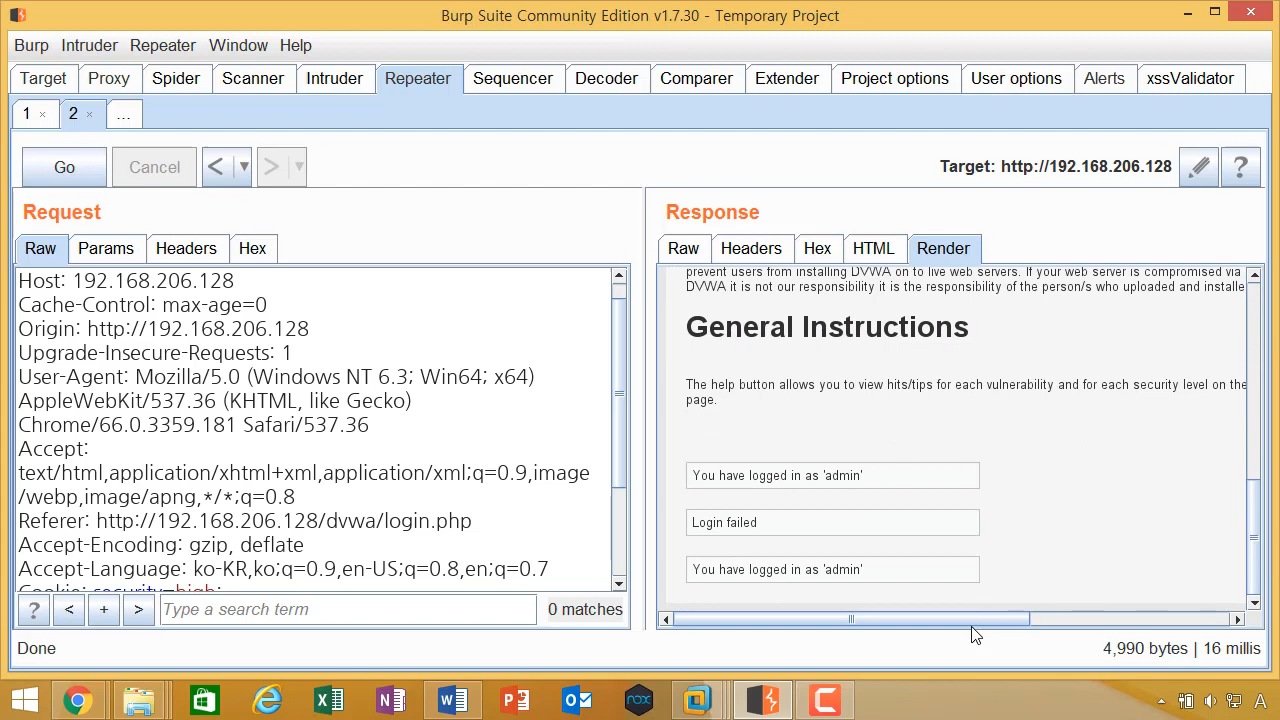 Burp Suite Community Edition v1.7.30 - Temporary Project
Burp Intruder Repeater Window Help
Target Proxy Spider Scanner Intruder Repeater Sequencer Decoder Comparer Extender Project options User options Alerts xssValidator
1 × 2 × ...
Go Cancel < > Target: http://192.168.206.128 ?
Request
Raw Params Headers Hex
Host: 192.168.206.128
Cache-Control: max-age=0
Origin: http://192.168.206.128
Upgrade-Insecure-Requests: 1
User-Agent: Mozilla/5.0 (Windows NT 6.3; Win64; x64)
AppleWebKit/537.36 (KHTML, like Gecko)
Chrome/66.0.3359.181 Safari/537.36
Accept:
text/html,application/xhtml+xml,application/xml;q=0.9,image
/webp,image/apng,*/*;q=0.8
Referer: http://192.168.206.128/dvwa/login.php
Accept-Encoding: gzip, deflate
Accept-Language: ko-KR,ko;q=0.9,en-US;q=0.8,en;q=0.7
Cookie: security=high;
? < + > Type a search term 0 matches
Response
Raw Headers Hex HTML Render
prevent users from installing DVWA on to live web servers. If your web server is compromised via
DVWA it is not our responsibility it is the responsibility of the person/s who uploaded and installe
General Instructions
The help button allows you to view hits/tips for each vulnerability and for each security level on the
page.
You have logged in as 'admin'
Login failed
You have logged in as 'admin'
Done 4,990 bytes | 16 millis
nox A